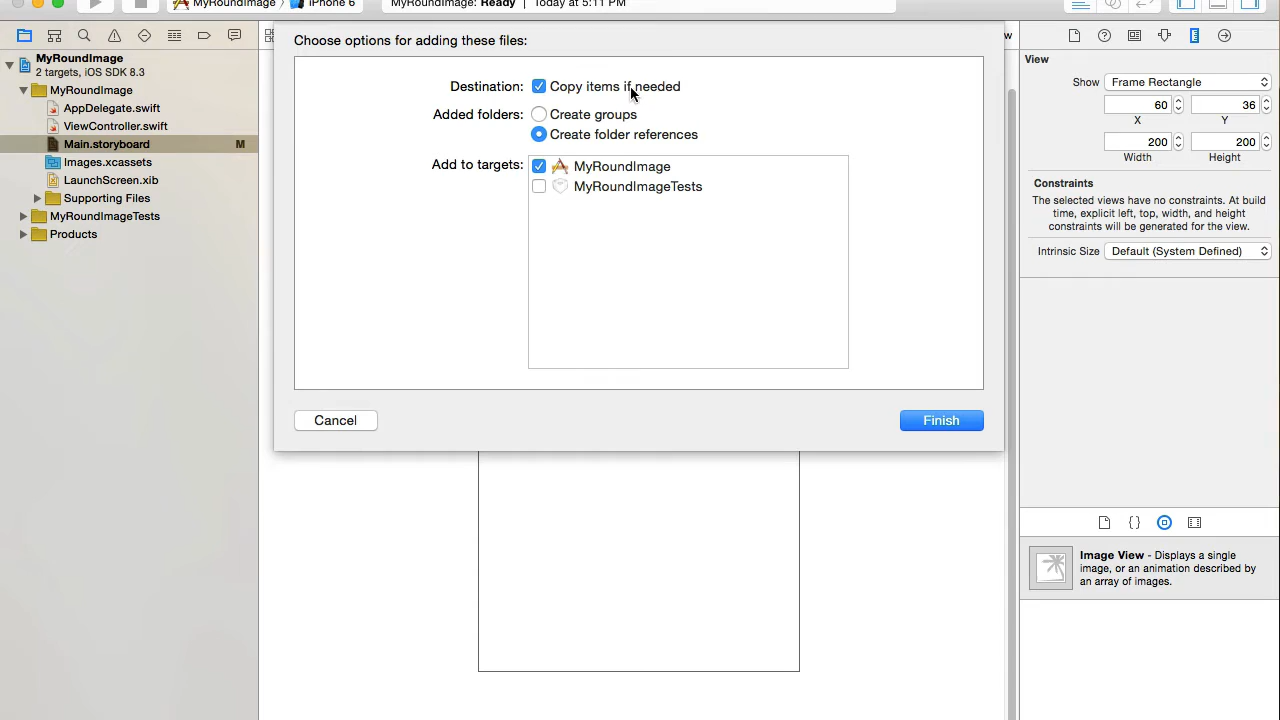 MyRoundImage
iPhone 6
MyRoundImage: Ready
Today at 5:11 PM
MyRoundImage
2 targets, iOS SDK 8.3
MyRoundImage
AppDelegate.swift
ViewController.swift
Main.storyboard
M
Images.xcassets
LaunchScreen.xib
Supporting Files
MyRoundImageTests
Products
Choose options for adding these files:
Destination:
Copy items if needed
Added folders:
Create groups
Create folder references
Add to targets:
MyRoundImage
MyRoundImageTests
Cancel
Finish
View
Show
Frame Rectangle
60
36
X
Y
200
200
Width
Height
Constraints
The selected views have no constraints. At build
time, explicit left, top, width, and height
constraints will be generated for the view.
Intrinsic Size
Default (System Defined)
Image View - Displays a single
image, or an animation described by
an array of images.